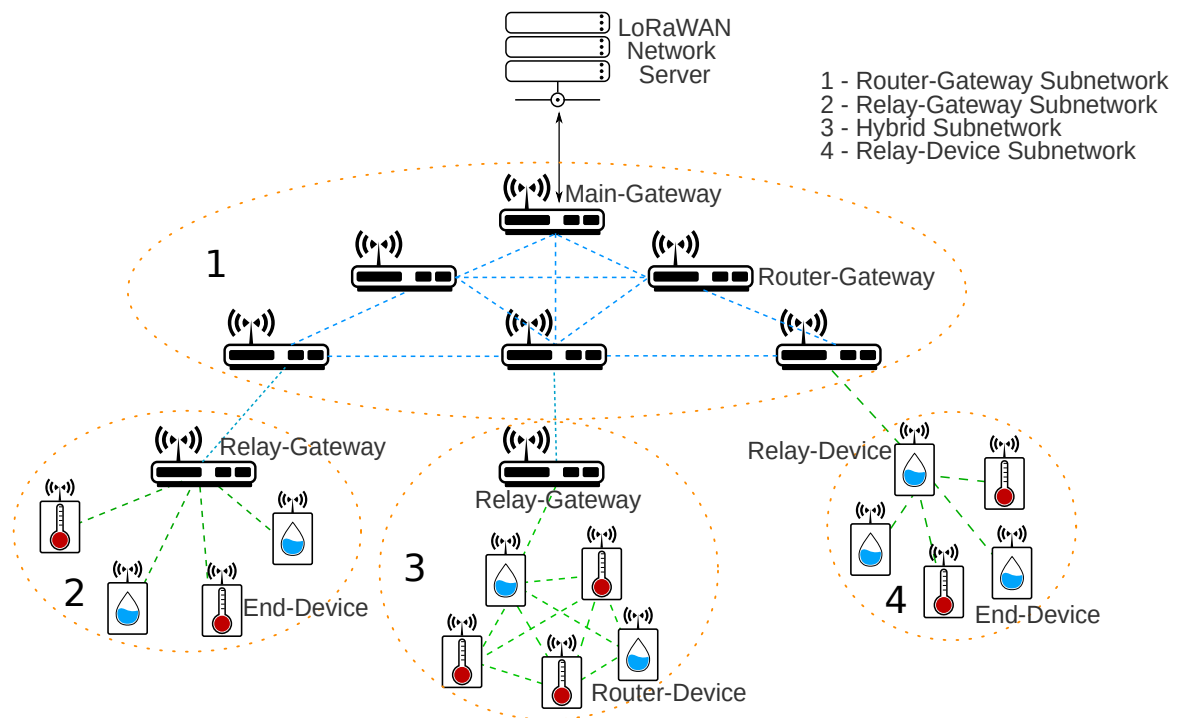 LoRaWAN
Network
Server
1 - Router-Gateway Subnetwork
2 - Relay-Gateway Subnetwork
3 - Hybrid Subnetwork
4 - Relay-Device Subnetwork
Main-Gateway
1
Router-Gateway
Relay-Gateway
Relay-Gateway
Relay-Device
2
End-Device
3
Router-Device
4
End-Device